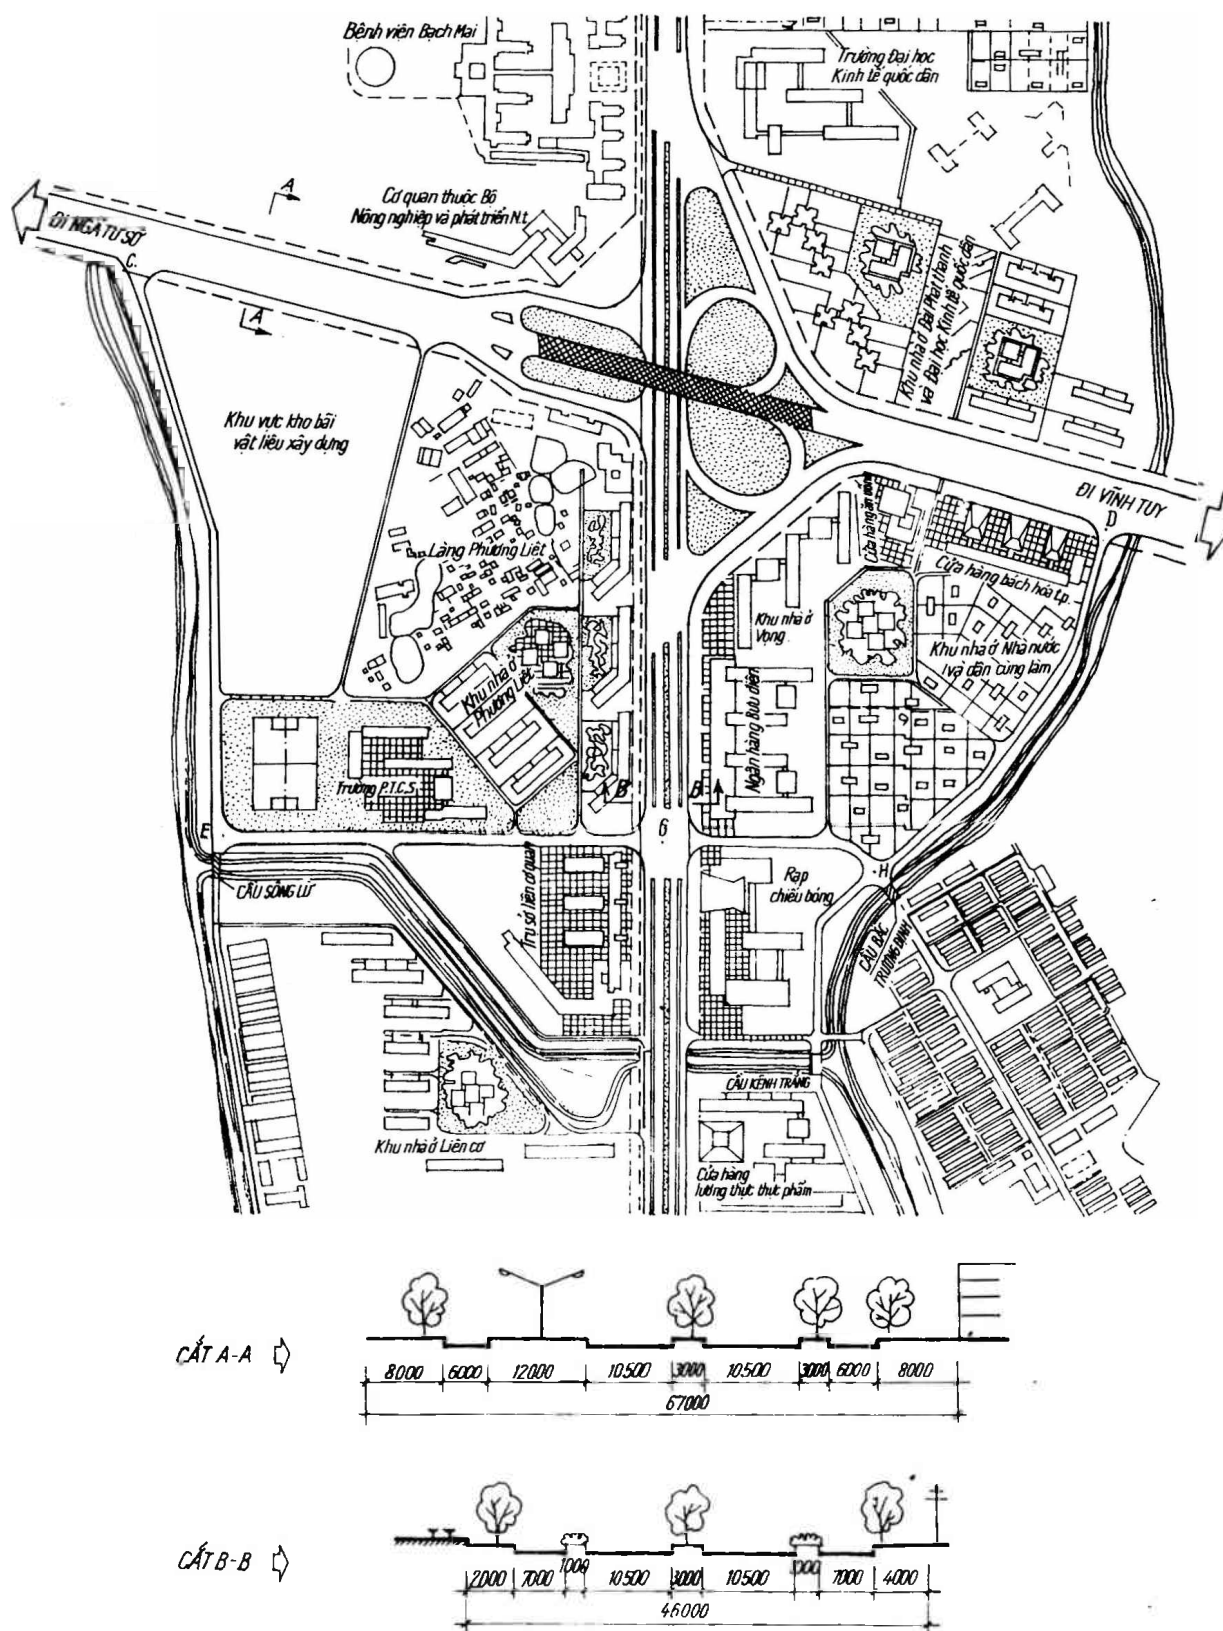 Bệnh viện Bạch Mai
Trường Đại học
Kinh tế quốc dân
A
Cơ quan thuộc Bộ
Nông nghiệp và phát triển N.t.
ĐI NGÃ TƯ SỞ
C.
A
Khu nhà ở Đài Phát thanh
và Đại học Kinh tế quốc dân
Khu vực kho bãi
vật liệu xây dựng
ĐI VĨNH TUY
D
Làng Phương Liệt
Cửa hàng bách hóa t.p.
Khu nhà ở
Vọng
Khu nhà ở Nhà nước
và dân cùng làm
Khu nhà ở
Phương Liệt
Ngân hàng Bưu điện
Trường P.T.C.S.
B
B
E
6
H
CẦU SÔNG LỪ
Trụ sở liên cơ quan
Rạp
chiếu bóng
CẦU BẮC
TRƯƠNG ĐỊNH
CẦU KÊNH TRẮNG
Khu nhà ở Liên cơ
Cửa hàng
lương thực thực phẩm
CẮT A-A
8000 6000 12000 10500 3000 10500 3000 6000 8000
67000
CẮT B-B
2000 7000 1000 10500 3000 10500 1000 7000 4000
46000